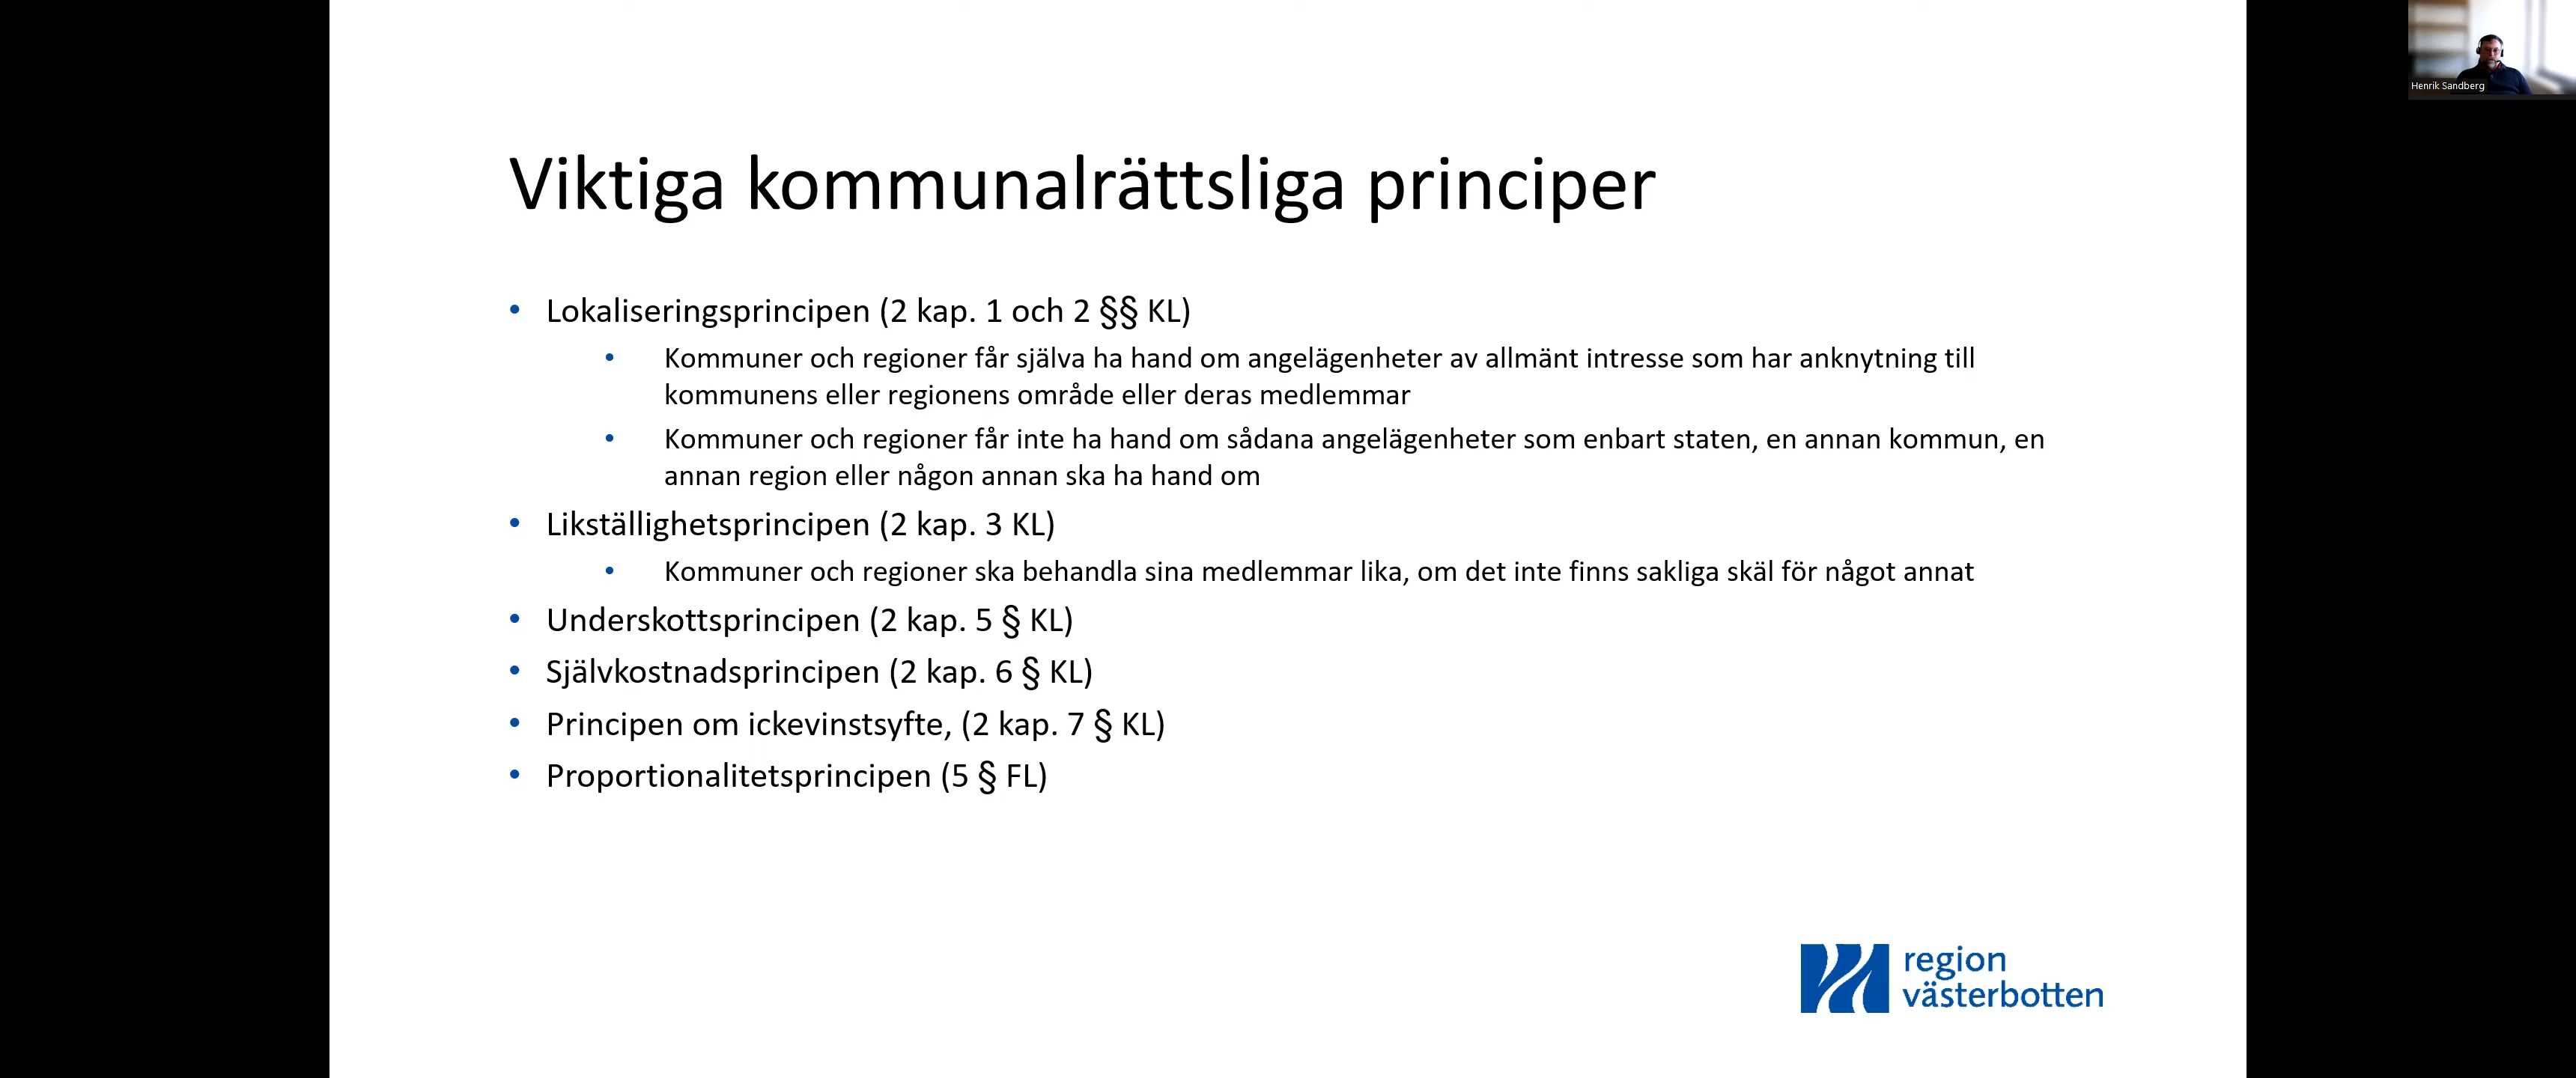 Henrik Sandberg
Viktiga kommunalrättsliga principer
• Lokaliseringsprincipen (2 kap. 1 och 2 §§ KL)
• Kommuner och regioner får själva ha hand om angelägenheter av allmänt intresse som har anknytning till
kommunens eller regionens område eller deras medlemmar
• Kommuner och regioner får inte ha hand om sådana angelägenheter som enbart staten, en annan kommun, en
annan region eller någon annan ska ha hand om
• Likställighetsprincipen (2 kap. 3 KL)
• Kommuner och regioner ska behandla sina medlemmar lika, om det inte finns sakliga skäl för något annat
• Underskottsprincipen (2 kap. 5 § KL)
• Självkostnadsprincipen (2 kap. 6 § KL)
• Principen om ickevinstsyfte, (2 kap. 7 § KL)
• Proportionalitetsprincipen (5 § FL)
region
västerbotten